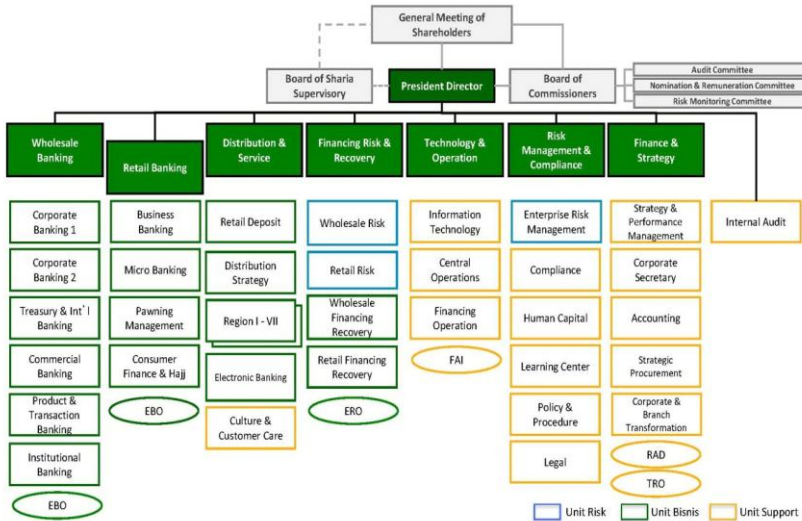 General Meeting of
Shareholders
Board of Sharia
Supervisory
President Director
Board of
Commissioners
Audit Committee
Nomination & Remuneration Committee
Risk Monitoring Committee
Wholesale
Banking
Retail Banking
Distribution &
Service
Financing Risk &
Recovery
Technology &
Operation
Risk
Management &
Compliance
Finance &
Strategy
Corporate
Banking 1
Corporate
Banking 2
Treasury & Int`l
Banking
Commercial
Banking
Product &
Transaction
Banking
Institutional
Banking
EBO
Business
Banking
Micro Banking
Pawning
Management
Consumer
Finance & Hajj
EBO
Retail Deposit
Distribution
Strategy
Region I - VII
Electronic Banking
Culture &
Customer Care
Wholesale Risk
Retail Risk
Wholesale
Financing
Recovery
Retail Financing
Recovery
ERO
Information
Technology
Central
Operations
Financing
Operation
FAI
Enterprise Risk
Management
Compliance
Human Capital
Learning Center
Policy &
Procedure
Legal
Strategy &
Performance
Management
Corporate
Secretary
Accounting
Strategic
Procurement
Corporate &
Branch
Transformation
RAD
TRO
Internal Audit
Unit Risk
Unit Bisnis
Unit Support